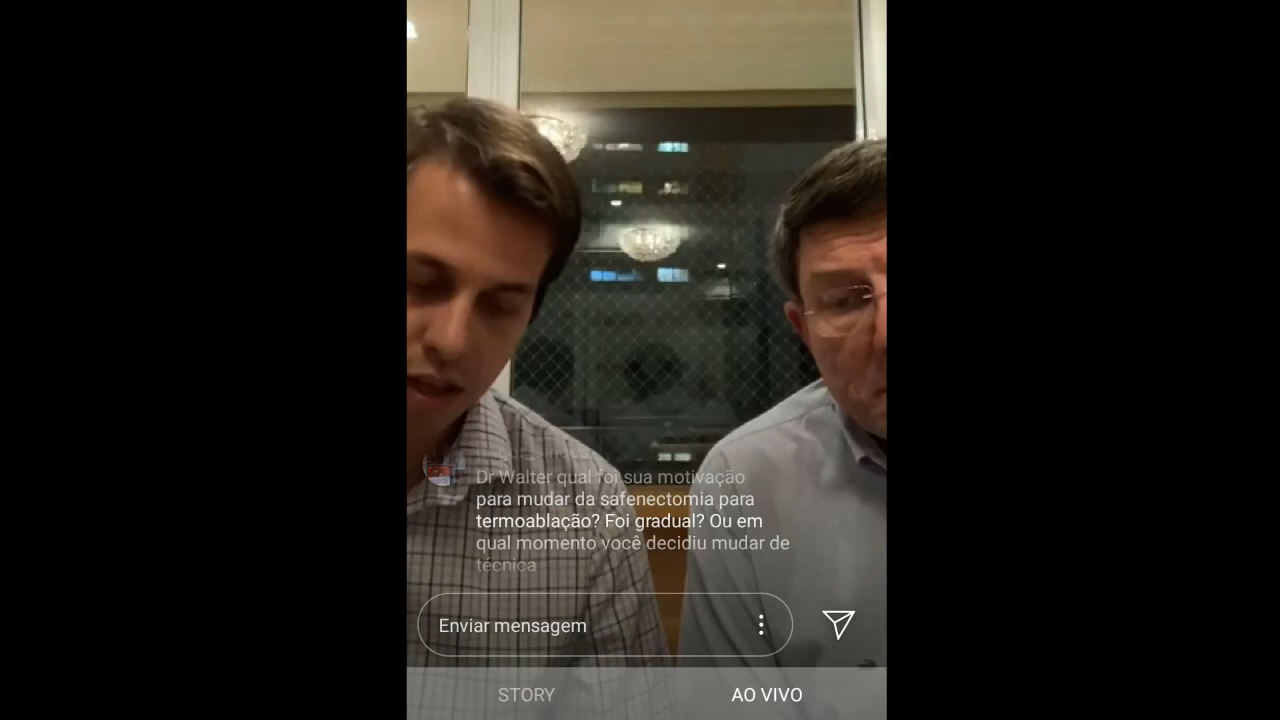 Dr Walter qual foi sua motivação
para mudar da safenectomia para
termoablação? Foi gradual? Ou em
qual momento você decidiu mudar de
técnica
Enviar mensagem
STORY
AO VIVO